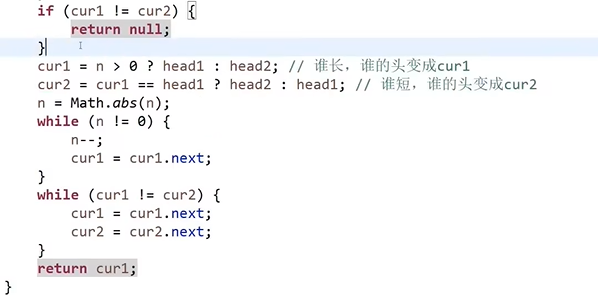 if (cur1 != cur2) {
return null;
}
cur1 = n > 0 ? head1 : head2; // 谁长，谁的头变成cur1
cur2 = cur1 == head1 ? head2 : head1; // 谁短，谁的头变成cur2
n = Math.abs(n);
while (n != 0) {
n--;
cur1 = cur1.next;
}
while (cur1 != cur2) {
cur1 = cur1.next;
cur2 = cur2.next;
}
return cur1;
}